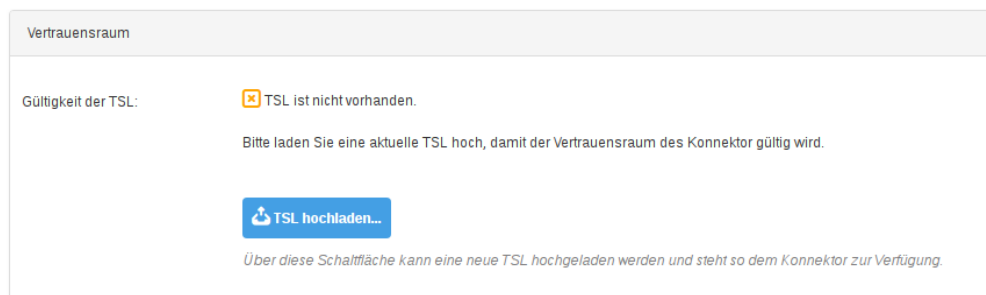 Vertrauensraum
Gültigkeit der TSL: TSL ist nicht vorhanden.
Bitte laden Sie eine aktuelle TSL hoch, damit der Vertrauensraum des Konnektor gültig wird.
TSL hochladen...
Über diese Schaltfläche kann eine neue TSL hochgeladen werden und steht so dem Konnektor zur Verfügung.